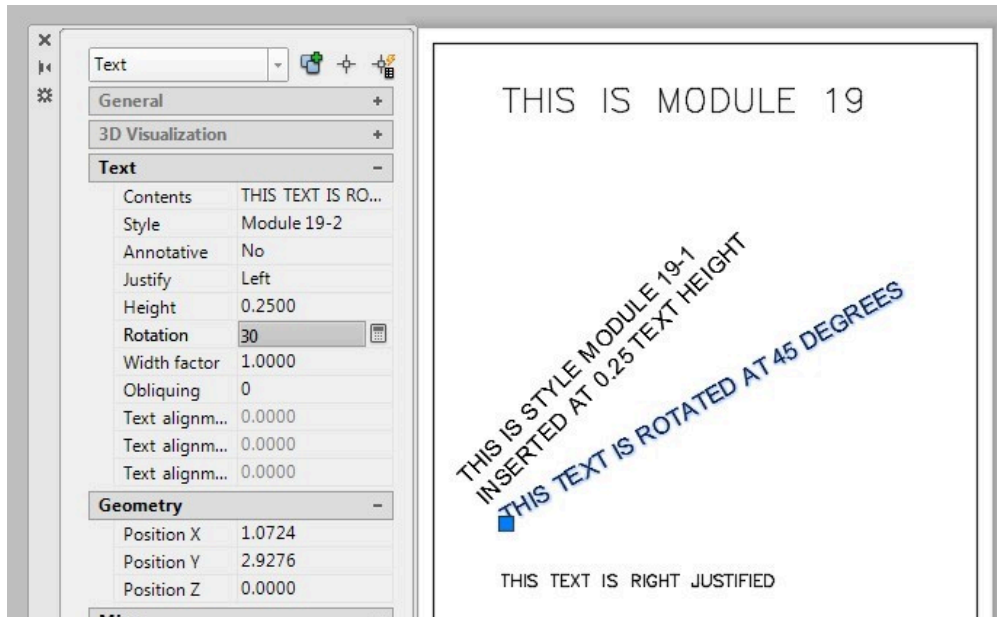 Text
General +
3D Visualization +
Text –
Contents THIS TEXT IS RO...
Style Module 19-2
Annotative No
Justify Left
Height 0.2500
Rotation 30
Width factor 1.0000
Obliquing 0
Text alignm... 0.0000
Text alignm... 0.0000
Text alignm... 0.0000
Geometry –
Position X 1.0724
Position Y 2.9276
Position Z 0.0000
THIS IS MODULE 19
THIS IS STYLE MODULE 19-1
INSERTED AT 0.25 TEXT HEIGHT
THIS TEXT IS ROTATED AT 45 DEGREES
THIS TEXT IS RIGHT JUSTIFIED